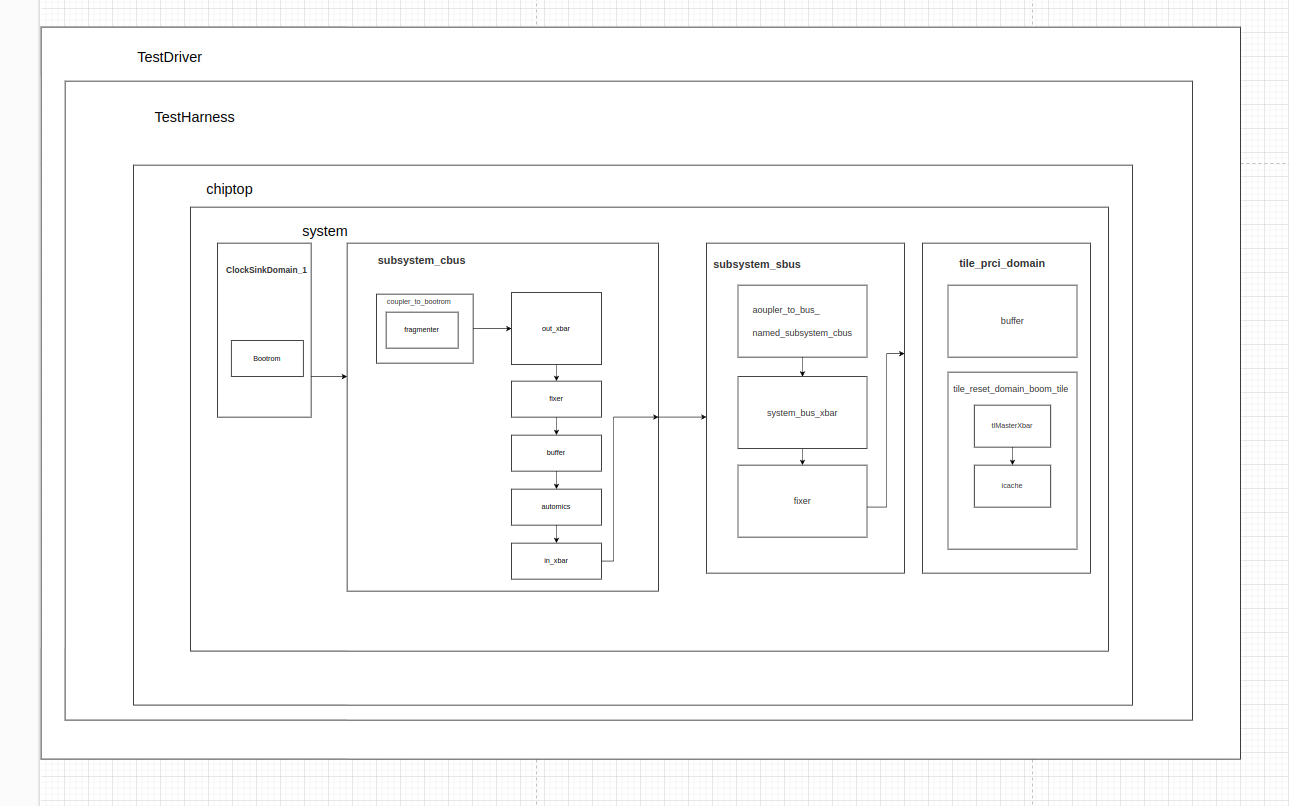 TestDriver
TestHarness
chiptop
system
ClockSinkDomain_1
Bootrom
subsystem_cbus
coupler_to_bootrom
fragmenter
out_xbar
fixer
buffer
automics
in_xbar
subsystem_sbus
aoupler_to_bus_
named_subsystem_cbus
system_bus_xbar
fixer
tile_prci_domain
buffer
tile_reset_domain_boom_tile
tlMasterXbar
icache